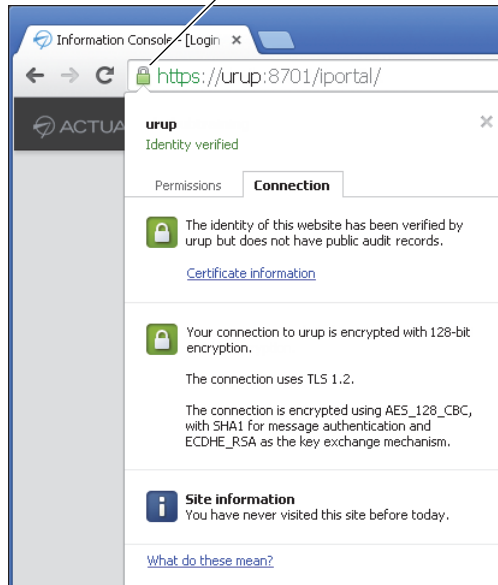 Information Console - [Login
https://urup:8701/iportal/
ACTUA
urup
Identity verified
Permissions
Connection
The identity of this website has been verified by
urup but does not have public audit records.
Certificate information
Your connection to urup is encrypted with 128-bit
encryption.
The connection uses TLS 1.2.
The connection is encrypted using AES_128_CBC,
with SHA1 for message authentication and
ECDHE_RSA as the key exchange mechanism.
Site information
You have never visited this site before today.
What do these mean?